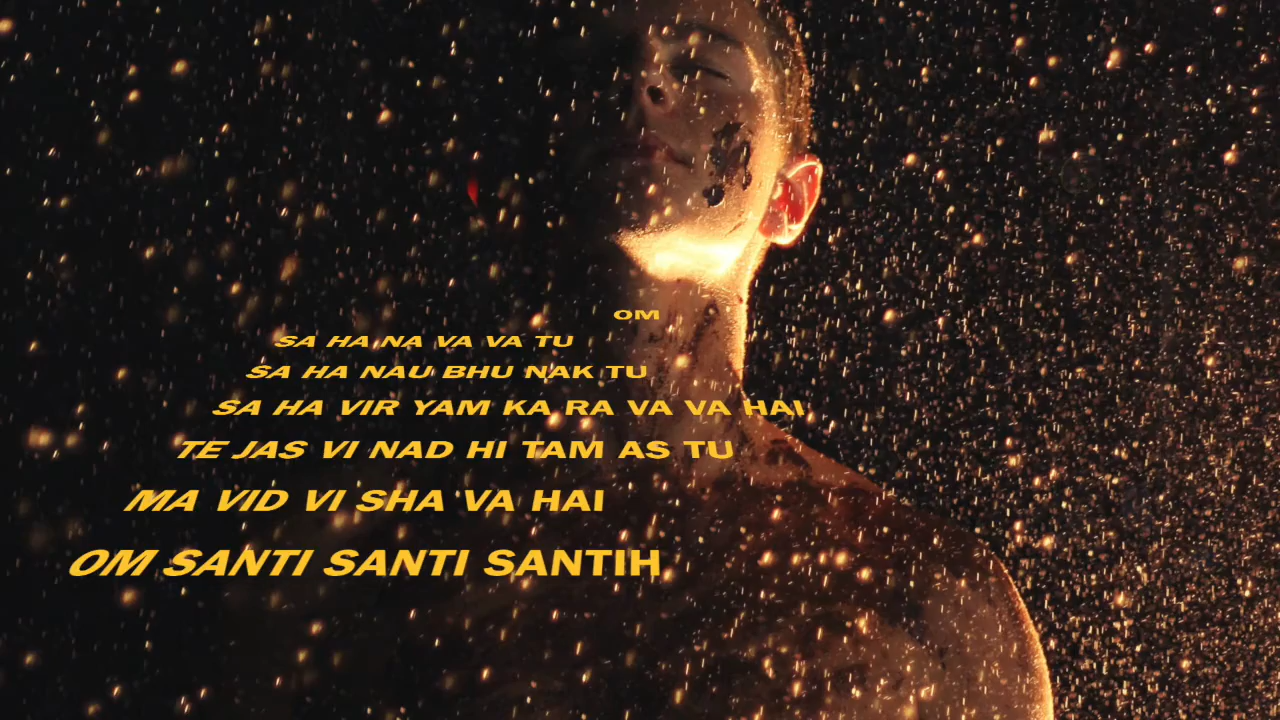 OM
SA HA NA VA VA TU
SA HA NAU BHU NAK TU
SA HA VIR YAM KA RA VA VA HAI
TE JAS VI NAD HI TAM AS TU
MA VID VI SHA VA HAI
OM SANTI SANTI SANTIH